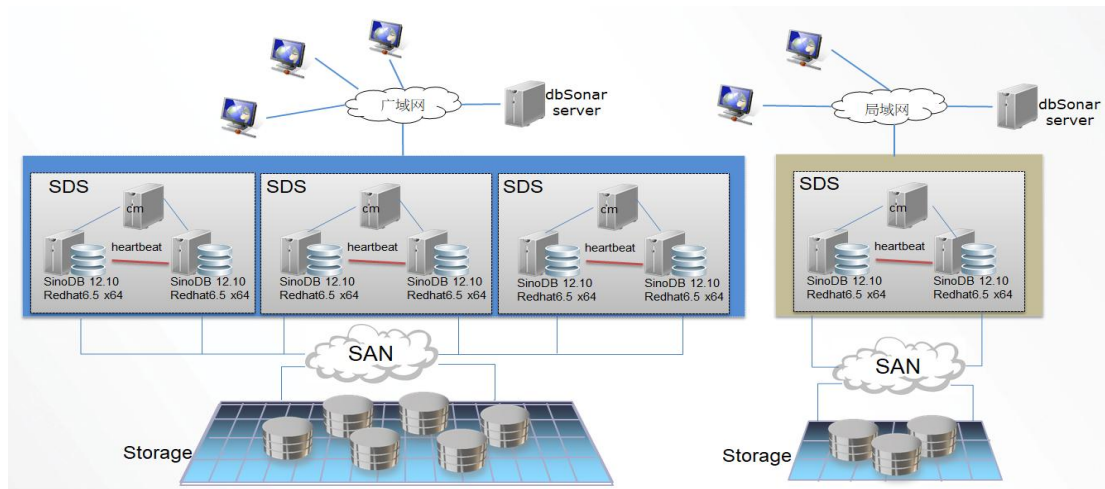 广域网
dbSonar
server
局域网
dbSonar
server
SDS
cm
heartbeat
SinoDB 12.10
Redhat6.5 x64
SinoDB 12.10
Redhat6.5 x64
SDS
cm
heartbeat
SinoDB 12.10
Redhat6.5 x64
SinoDB 12.10
Redhat6.5 x64
SDS
cm
heartbeat
SinoDB 12.10
Redhat6.5 x64
SinoDB 12.10
Redhat6.5 x64
SDS
cm
heartbeat
SinoDB 12.10
Redhat6.5 x64
SinoDB 12.10
Redhat6.5 x64
SAN
Storage
SAN
Storage